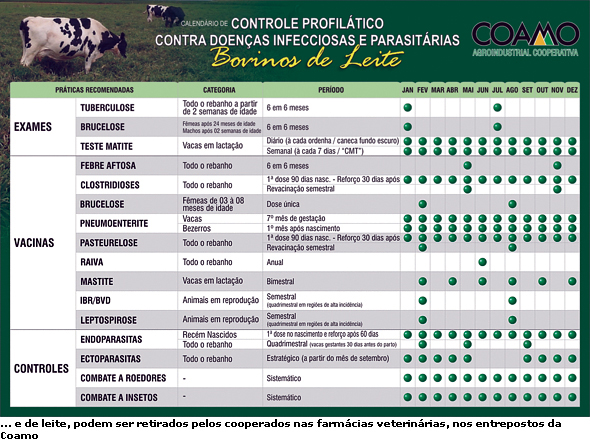 CALENDÁRIO DE CONTROLE PROFILÁTICO
CONTRA DOENÇAS INFECCIOSAS E PARASITÁRIAS
Bovinos de Leite
COAMO
AGROINDUSTRIAL COOPERATIVA
PRÁTICAS RECOMENDADAS CATEGORIA PERÍODO JAN FEV MAR ABR MAI JUN JUL AGO SET OUT NOV DEZ
EXAMES
TUBERCULOSE Todo o rebanho a partir de 2 semanas de idade 6 em 6 meses
BRUCELOSE Fêmeas após 24 meses de idade Machos após 02 semanas de idade 6 em 6 meses
TESTE MATITE Vacas em lactação Diário (à cada ordenha / caneca fundo escuro)
Semanal (à cada 7 dias / "CMT")
VACINAS
FEBRE AFTOSA Todo o rebanho 6 em 6 meses
CLOSTRIDIOSES Todo o rebanho 1ª dose 90 dias nasc. - Reforço 30 dias após
Revacinação semestral
BRUCELOSE Fêmeas de 03 à 08 meses de idade Dose única
PNEUMOENTERITE Vacas 7º mês de gestação
Bezerros 1º mês após nascimento
PASTEURELOSE Todo o rebanho 1ª dose 90 dias nasc. - Reforço 30 dias após
Revacinação semestral
RAIVA Todo o rebanho Anual
MASTITE Vacas em lactação Bimestral
IBR/BVD Animais em reprodução Semestral
(quadrimestral em regiões de alta incidência)
LEPTOSPIROSE Animais em reprodução Semestral
(quadrimestral em regiões de alta incidência)
CONTROLES
ENDOPARASITAS Recém Nascidos 1ª dose no nascimento e reforço após 60 dias
Todo o rebanho Quadrimestral (vacas gestantes 30 dias antes do parto)
ECTOPARASITAS Todo o rebanho Estratégico (a partir do mês de setembro)
COMBATE A ROEDORES - Sistemático
COMBATE A INSETOS - Sistemático
... e de leite, podem ser retirados pelos cooperados nas farmácias veterinárias, nos entrepostos da
Coamo